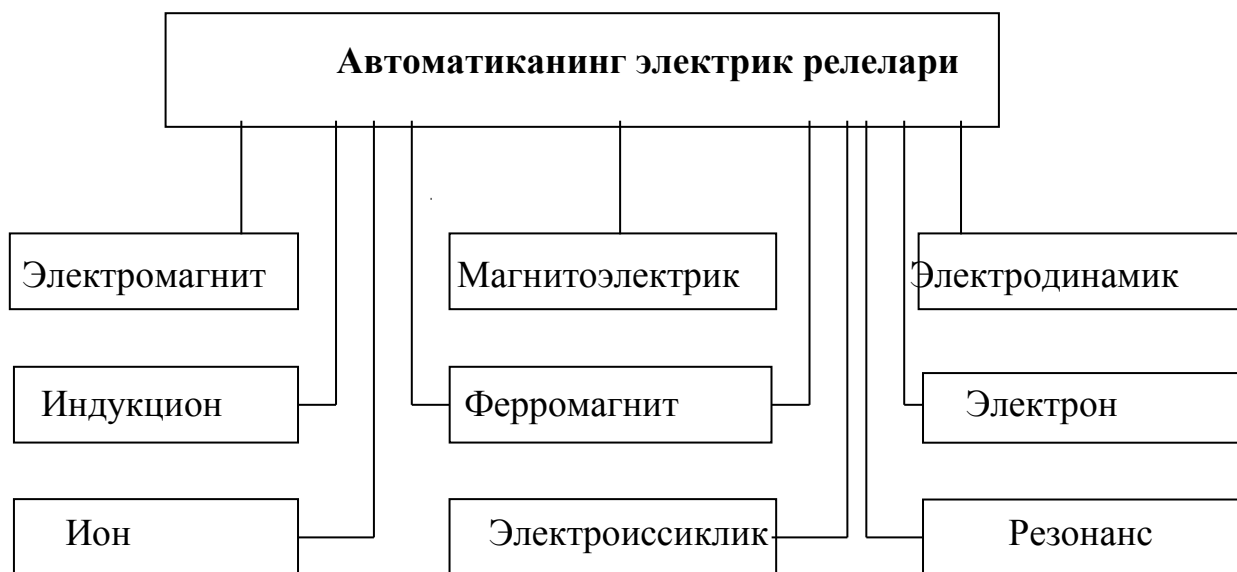 Автоматиканинг электрик релелари
Электромагнит
Магнитоэлектрик
Электродинамик
Индукцион
Ферромагнит
Электрон
Ион
Электроиссиклик
Резонанс